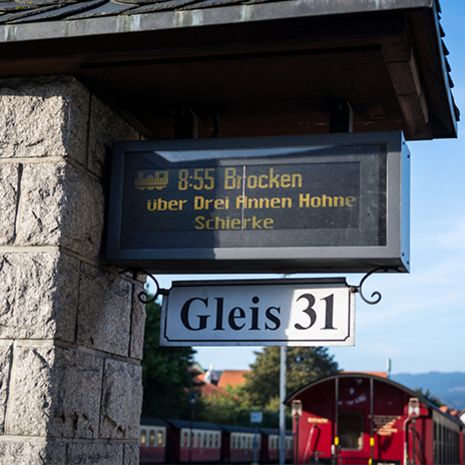 8:55 Brocken
über Drei Annen Hohne
Schierke
Gleis 31